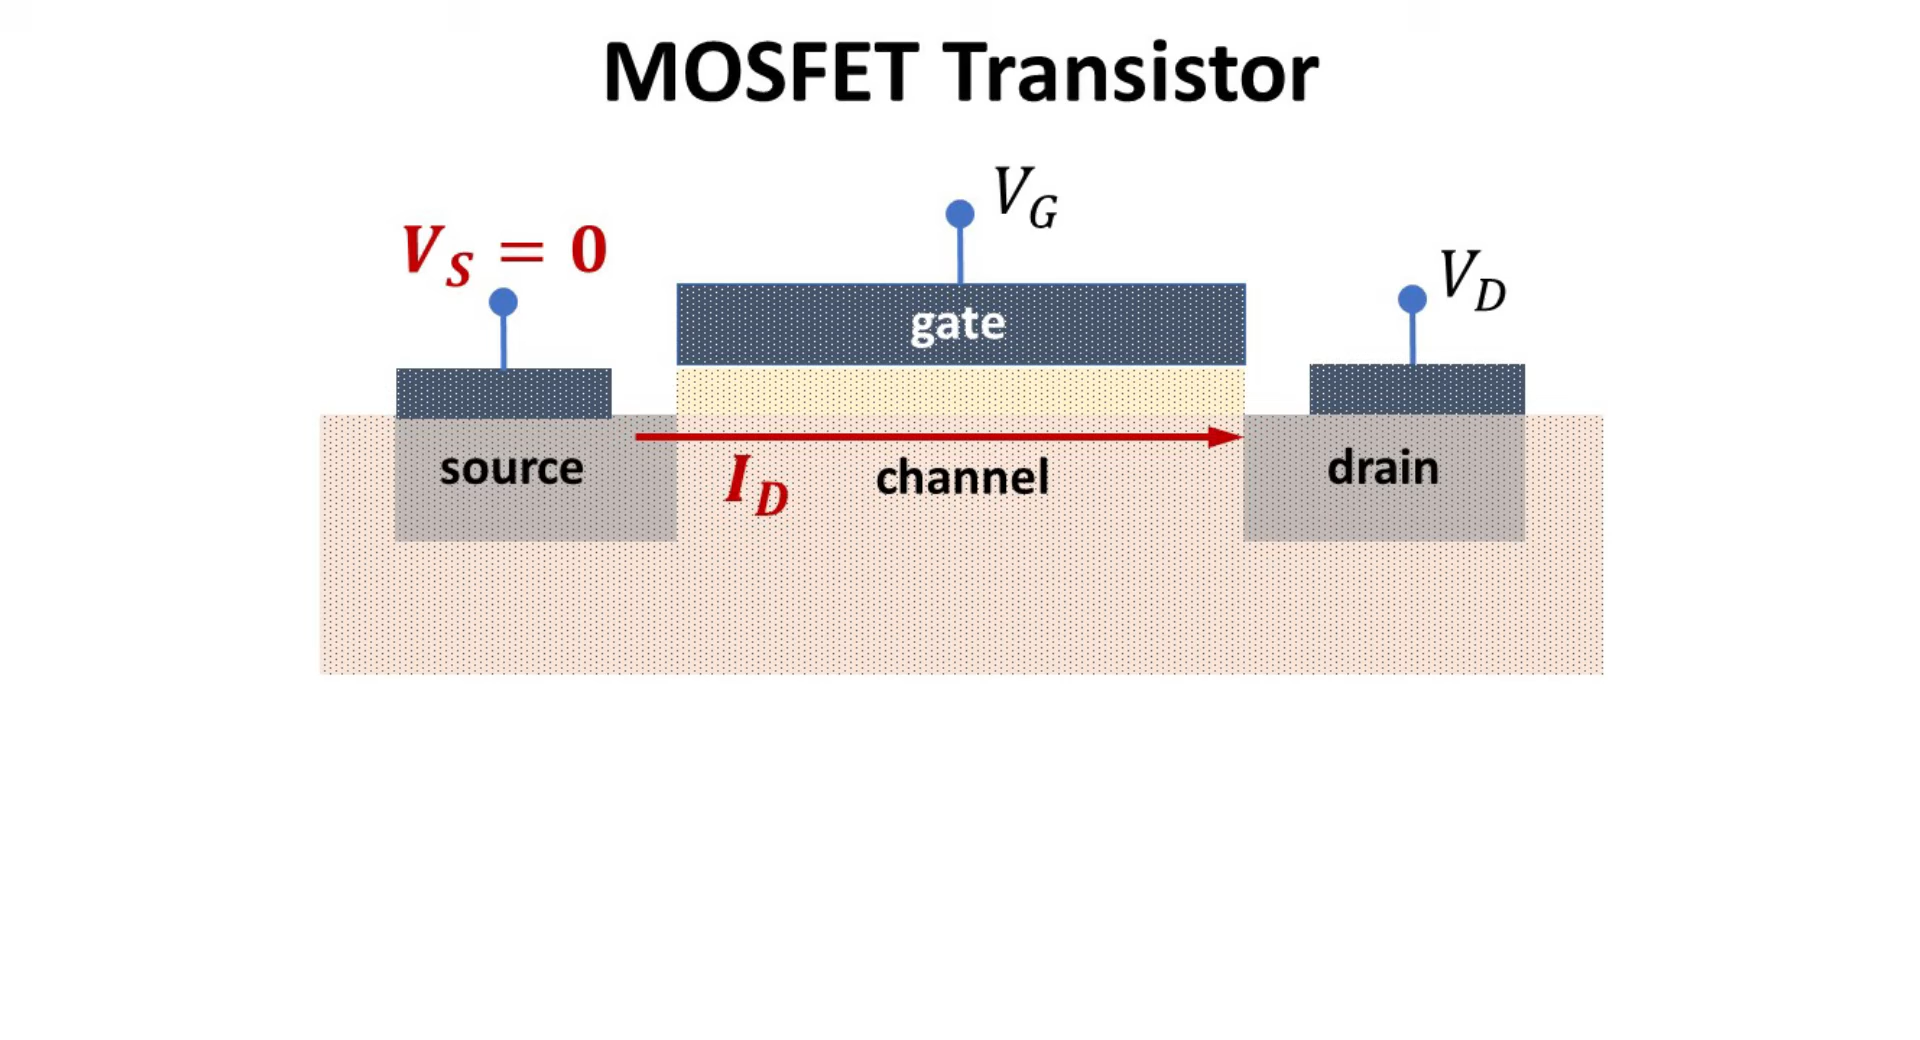 MOSFET Transistor
V_G
V_S = 0
V_D
gate
source
I_D
channel
drain